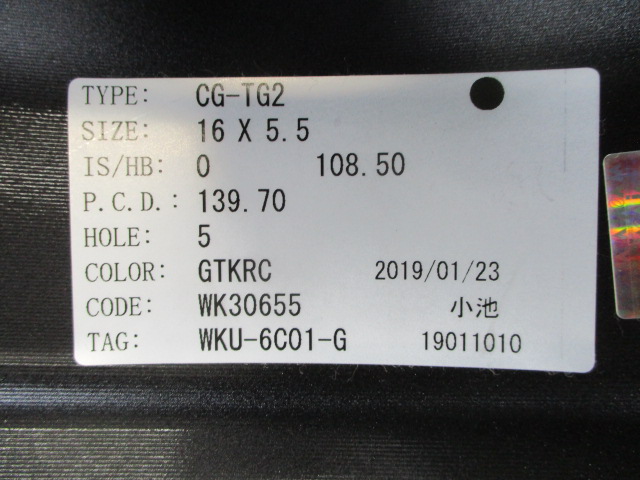 TYPE: CG-TG2
SIZE: 16 X 5.5
IS/HB: 0 108.50
P.C.D.: 139.70
HOLE: 5
COLOR: GTKRC 2019/01/23
CODE: WK30655 小池
TAG: WKU-6C01-G 19011010